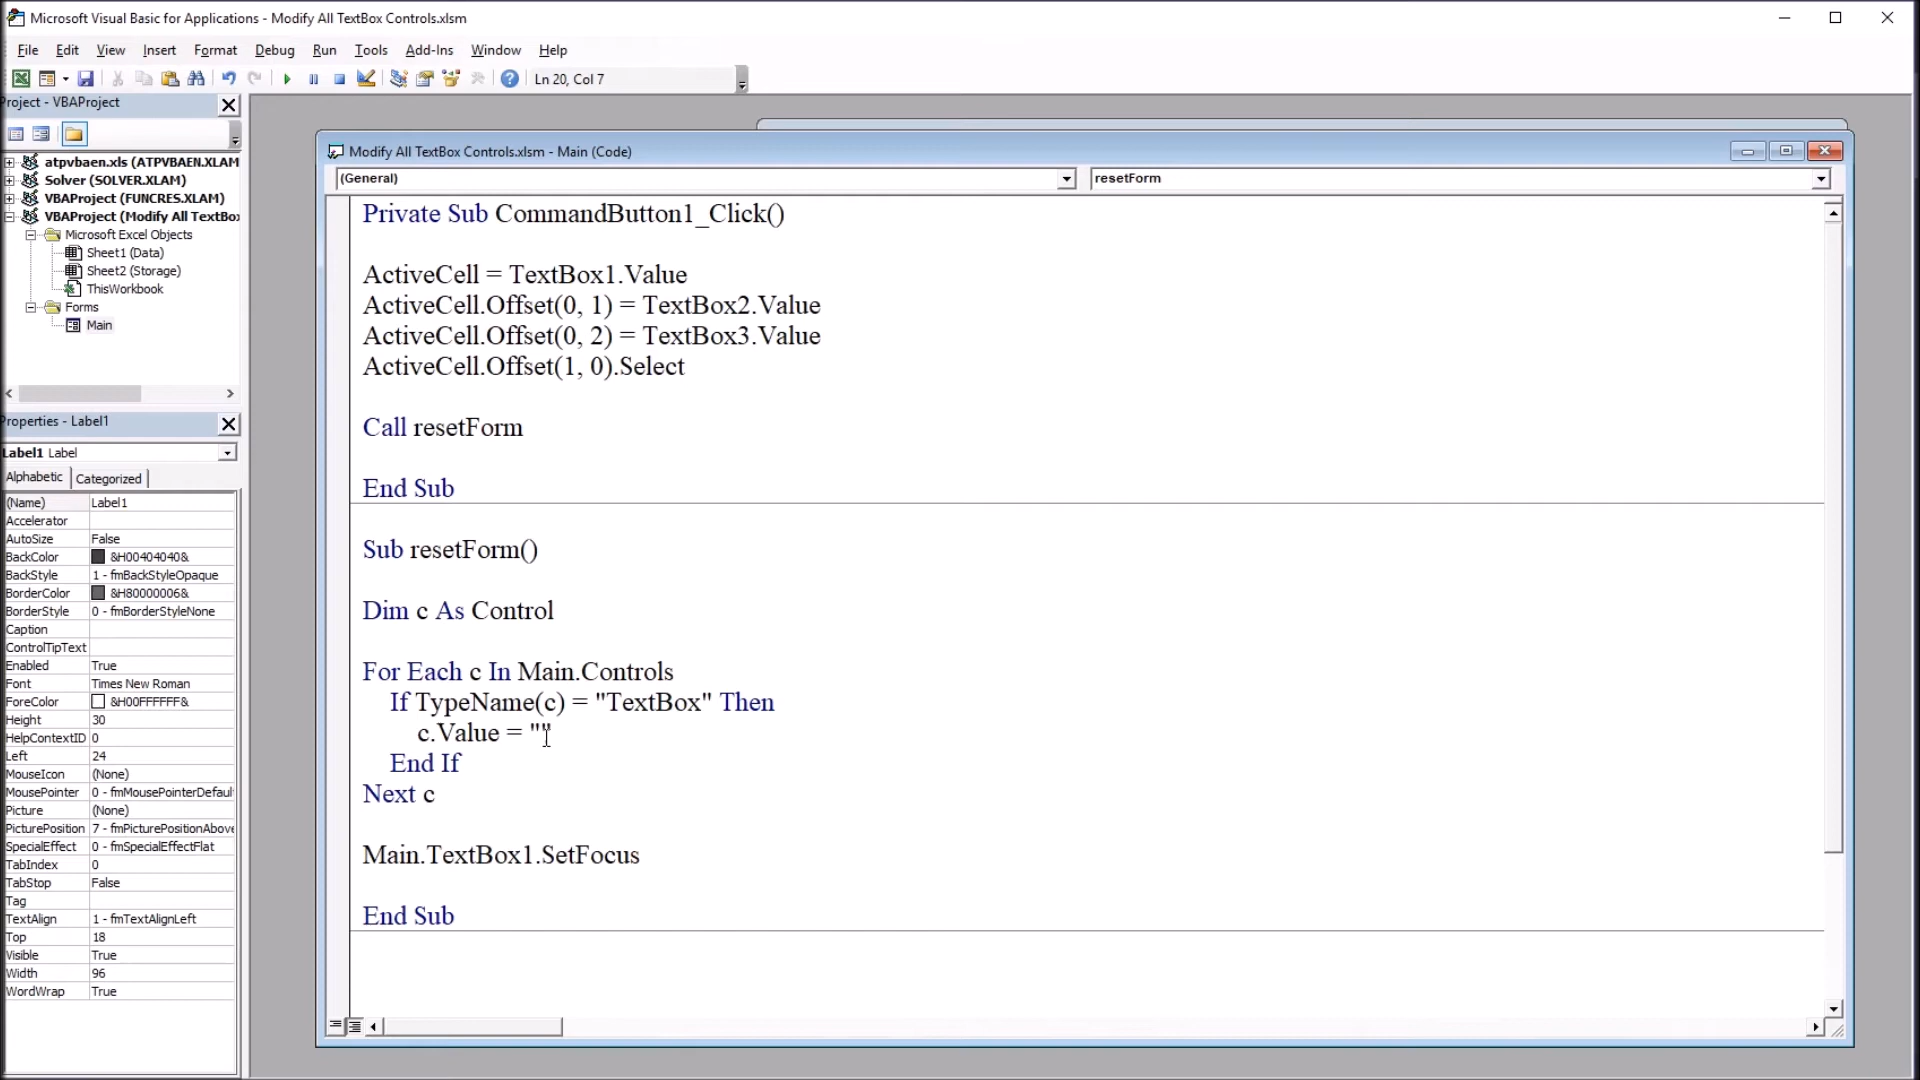 Microsoft Visual Basic for Applications - Modify All TextBox Controls.xlsm
File Edit View Insert Format Debug Run Tools Add-Ins Window Help
Ln 20, Col 7
Project - VBAProject
atpvbaen.xls (ATPVBAEN.XLAM
Solver (SOLVER.XLAM)
VBAProject (FUNCRES.XLAM)
VBAProject (Modify All TextBo
Microsoft Excel Objects
Sheet1 (Data)
Sheet2 (Storage)
ThisWorkbook
Forms
Main
Properties - Label1
Label1 Label
Alphabetic Categorized
(Name) Label1
Accelerator
AutoSize False
BackColor &H00404040&
BackStyle 1 - fmBackStyleOpaque
BorderColor &H80000006&
BorderStyle 0 - fmBorderStyleNone
Caption
ControlTipText
Enabled True
Font Times New Roman
ForeColor &H00FFFFFF&
Height 30
HelpContextID 0
Left 24
MouseIcon (None)
MousePointer 0 - fmMousePointerDefaul
Picture (None)
PicturePosition 7 - fmPicturePositionAbove
SpecialEffect 0 - fmSpecialEffectFlat
TabIndex 0
TabStop False
Tag
TextAlign 1 - fmTextAlignLeft
Top 18
Visible True
Width 96
WordWrap True
Modify All TextBox Controls.xlsm - Main (Code)
(General) resetForm
Private Sub CommandButton1_Click()
ActiveCell = TextBox1.Value
ActiveCell.Offset(0, 1) = TextBox2.Value
ActiveCell.Offset(0, 2) = TextBox3.Value
ActiveCell.Offset(1, 0).Select
Call resetForm
End Sub
Sub resetForm()
Dim c As Control
For Each c In Main.Controls
If TypeName(c) = "TextBox" Then
c.Value = ""
End If
Next c
Main.TextBox1.SetFocus
End Sub